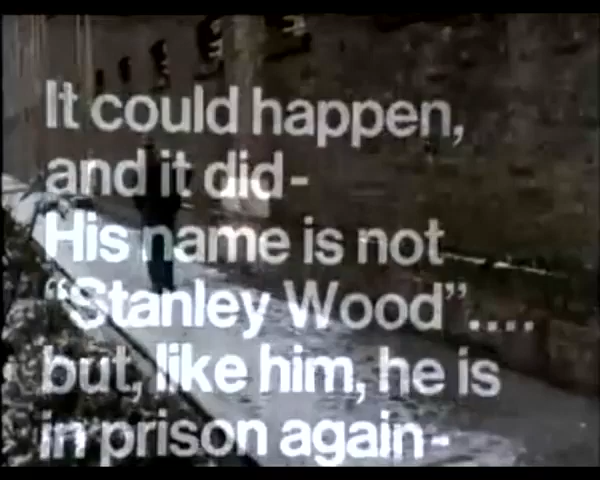 It could happen,
and it did-
His name is not
“Stanley Wood”....
but, like him, he is
in prison again-